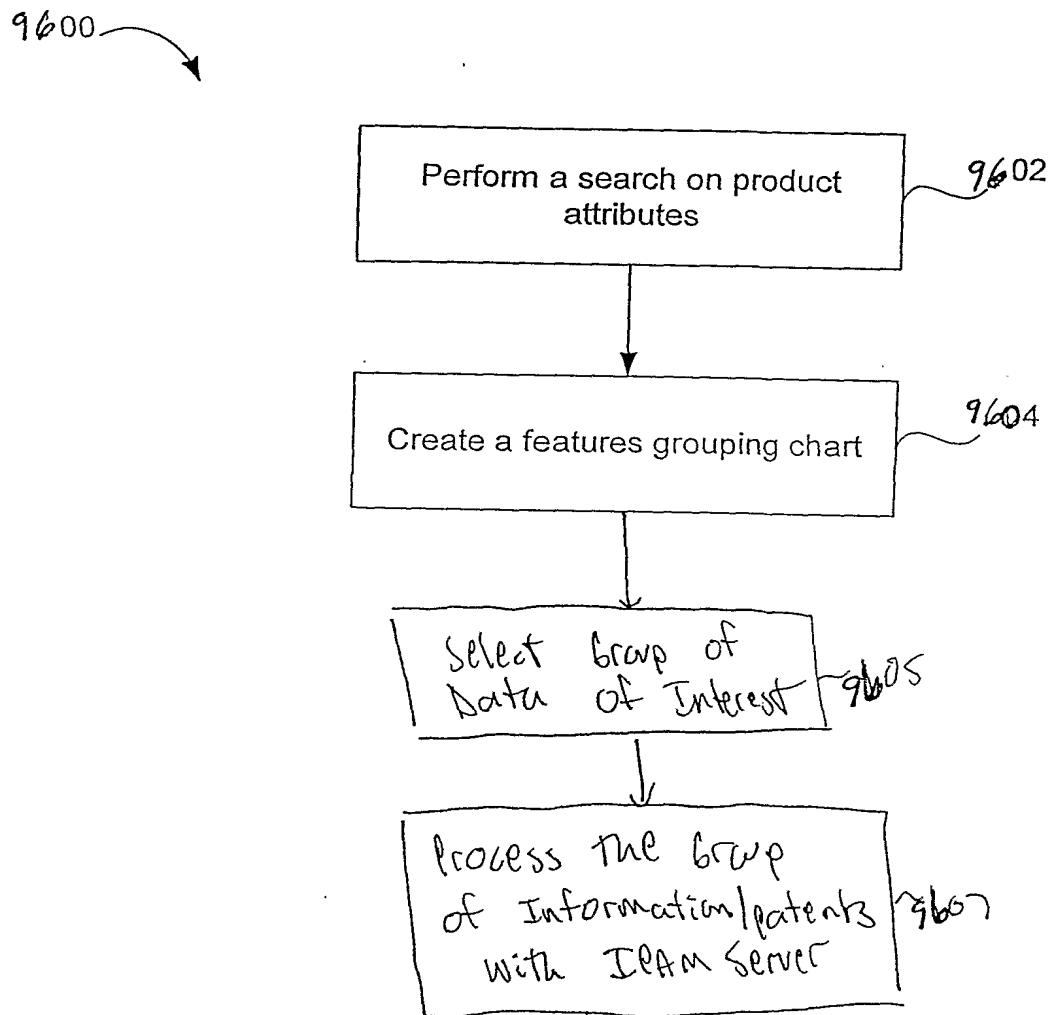 9600
Perform a search on product
attributes
9602
Create a features grouping chart
9604
Select Group of
Data of Interest
9605
Process the Group
of Information/patents
with IPAM Server
9607